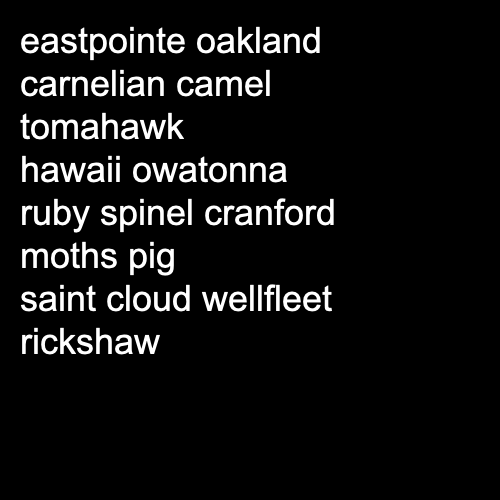 eastpointe oakland
carnelian camel
tomahawk
hawaii owatonna
ruby spinel cranford
moths pig
saint cloud wellfleet
rickshaw